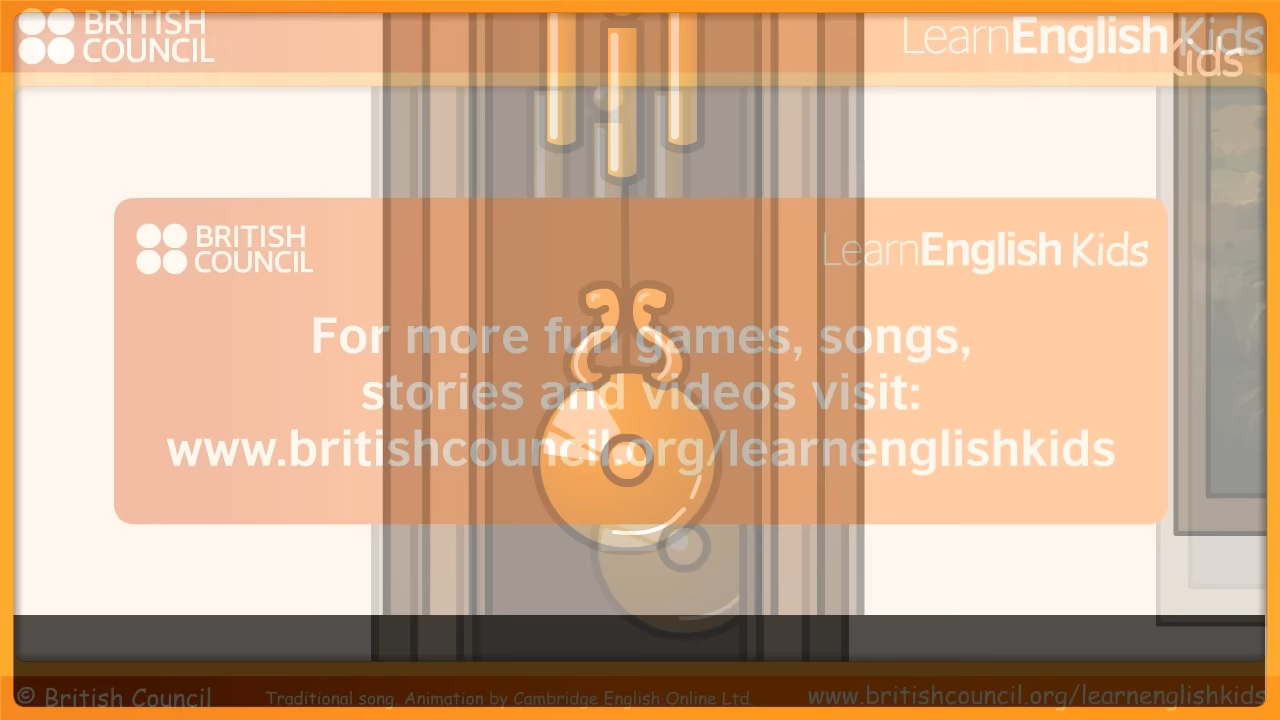 BRITISH
COUNCIL
LearnEnglish Kids
Kids
BRITISH
COUNCIL
LearnEnglish Kids
For more fun games, songs,
stories and videos visit:
www.britishcouncil.org/learnenglishkids
© British Council
Traditional song. Animation by Cambridge English Online Ltd.
www.britishcouncil.org/learnenglishkids